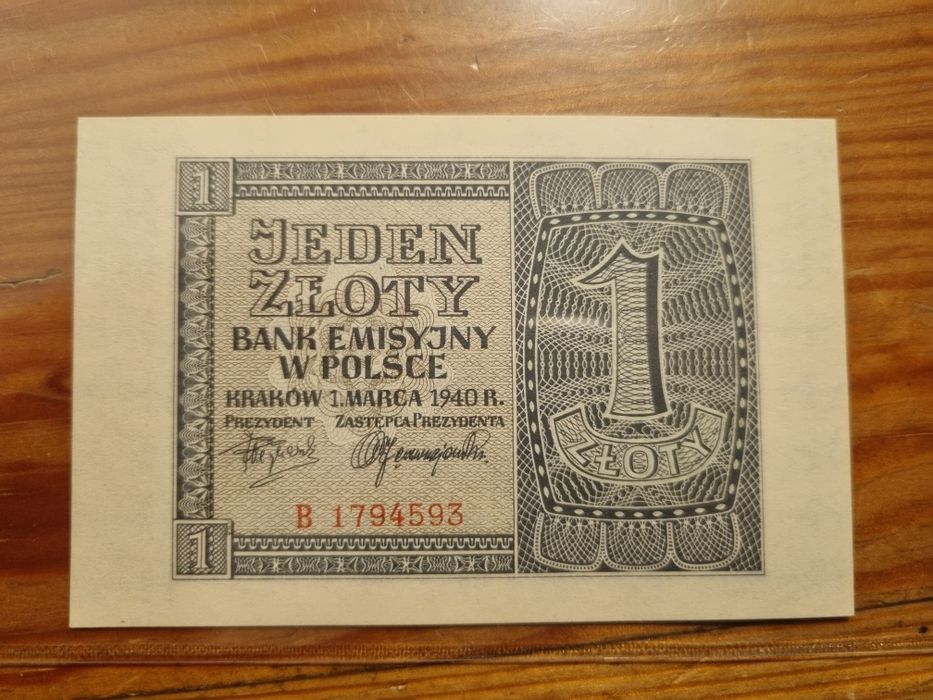 1
JEDEN
ZŁOTY
BANK EMISYJNY
W POLSCE
KRAKÓW 1. MARCA 1940 R.
PREZYDENT ZASTĘPCA PREZYDENTA
B 1794593
1
1
ZŁOTY